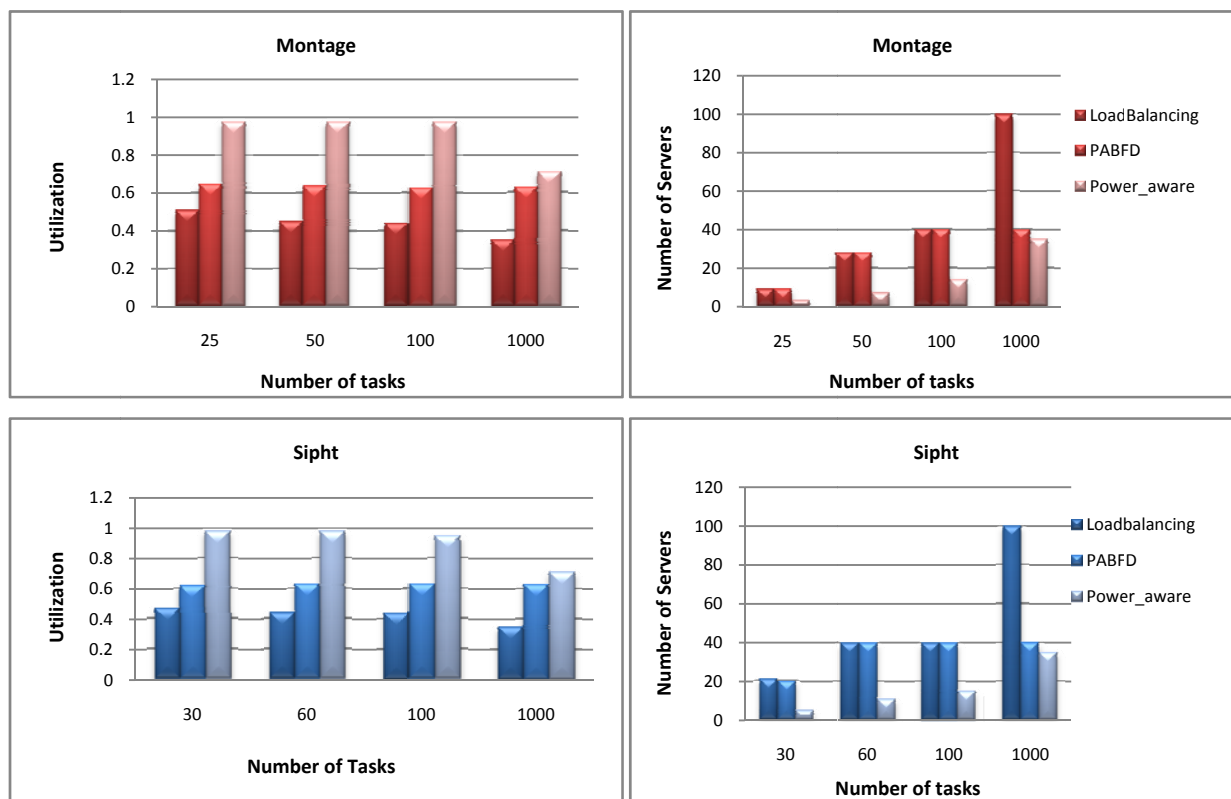 Montage
1.2
1
0.8
0.6
0.4
0.2
0
Utilization
25 50 100 1000
Number of tasks
Montage
120
100
80
60
40
20
0
Number of Servers
25 50 100 1000
Number of tasks
LoadBalancing
PABFD
Power_aware
Sipht
1.2
1
0.8
0.6
0.4
0.2
0
Utilization
30 60 100 1000
Number of Tasks
Sipht
120
100
80
60
40
20
0
Number of Servers
30 60 100 1000
Number of tasks
Loadbalancing
PABFD
Power_aware